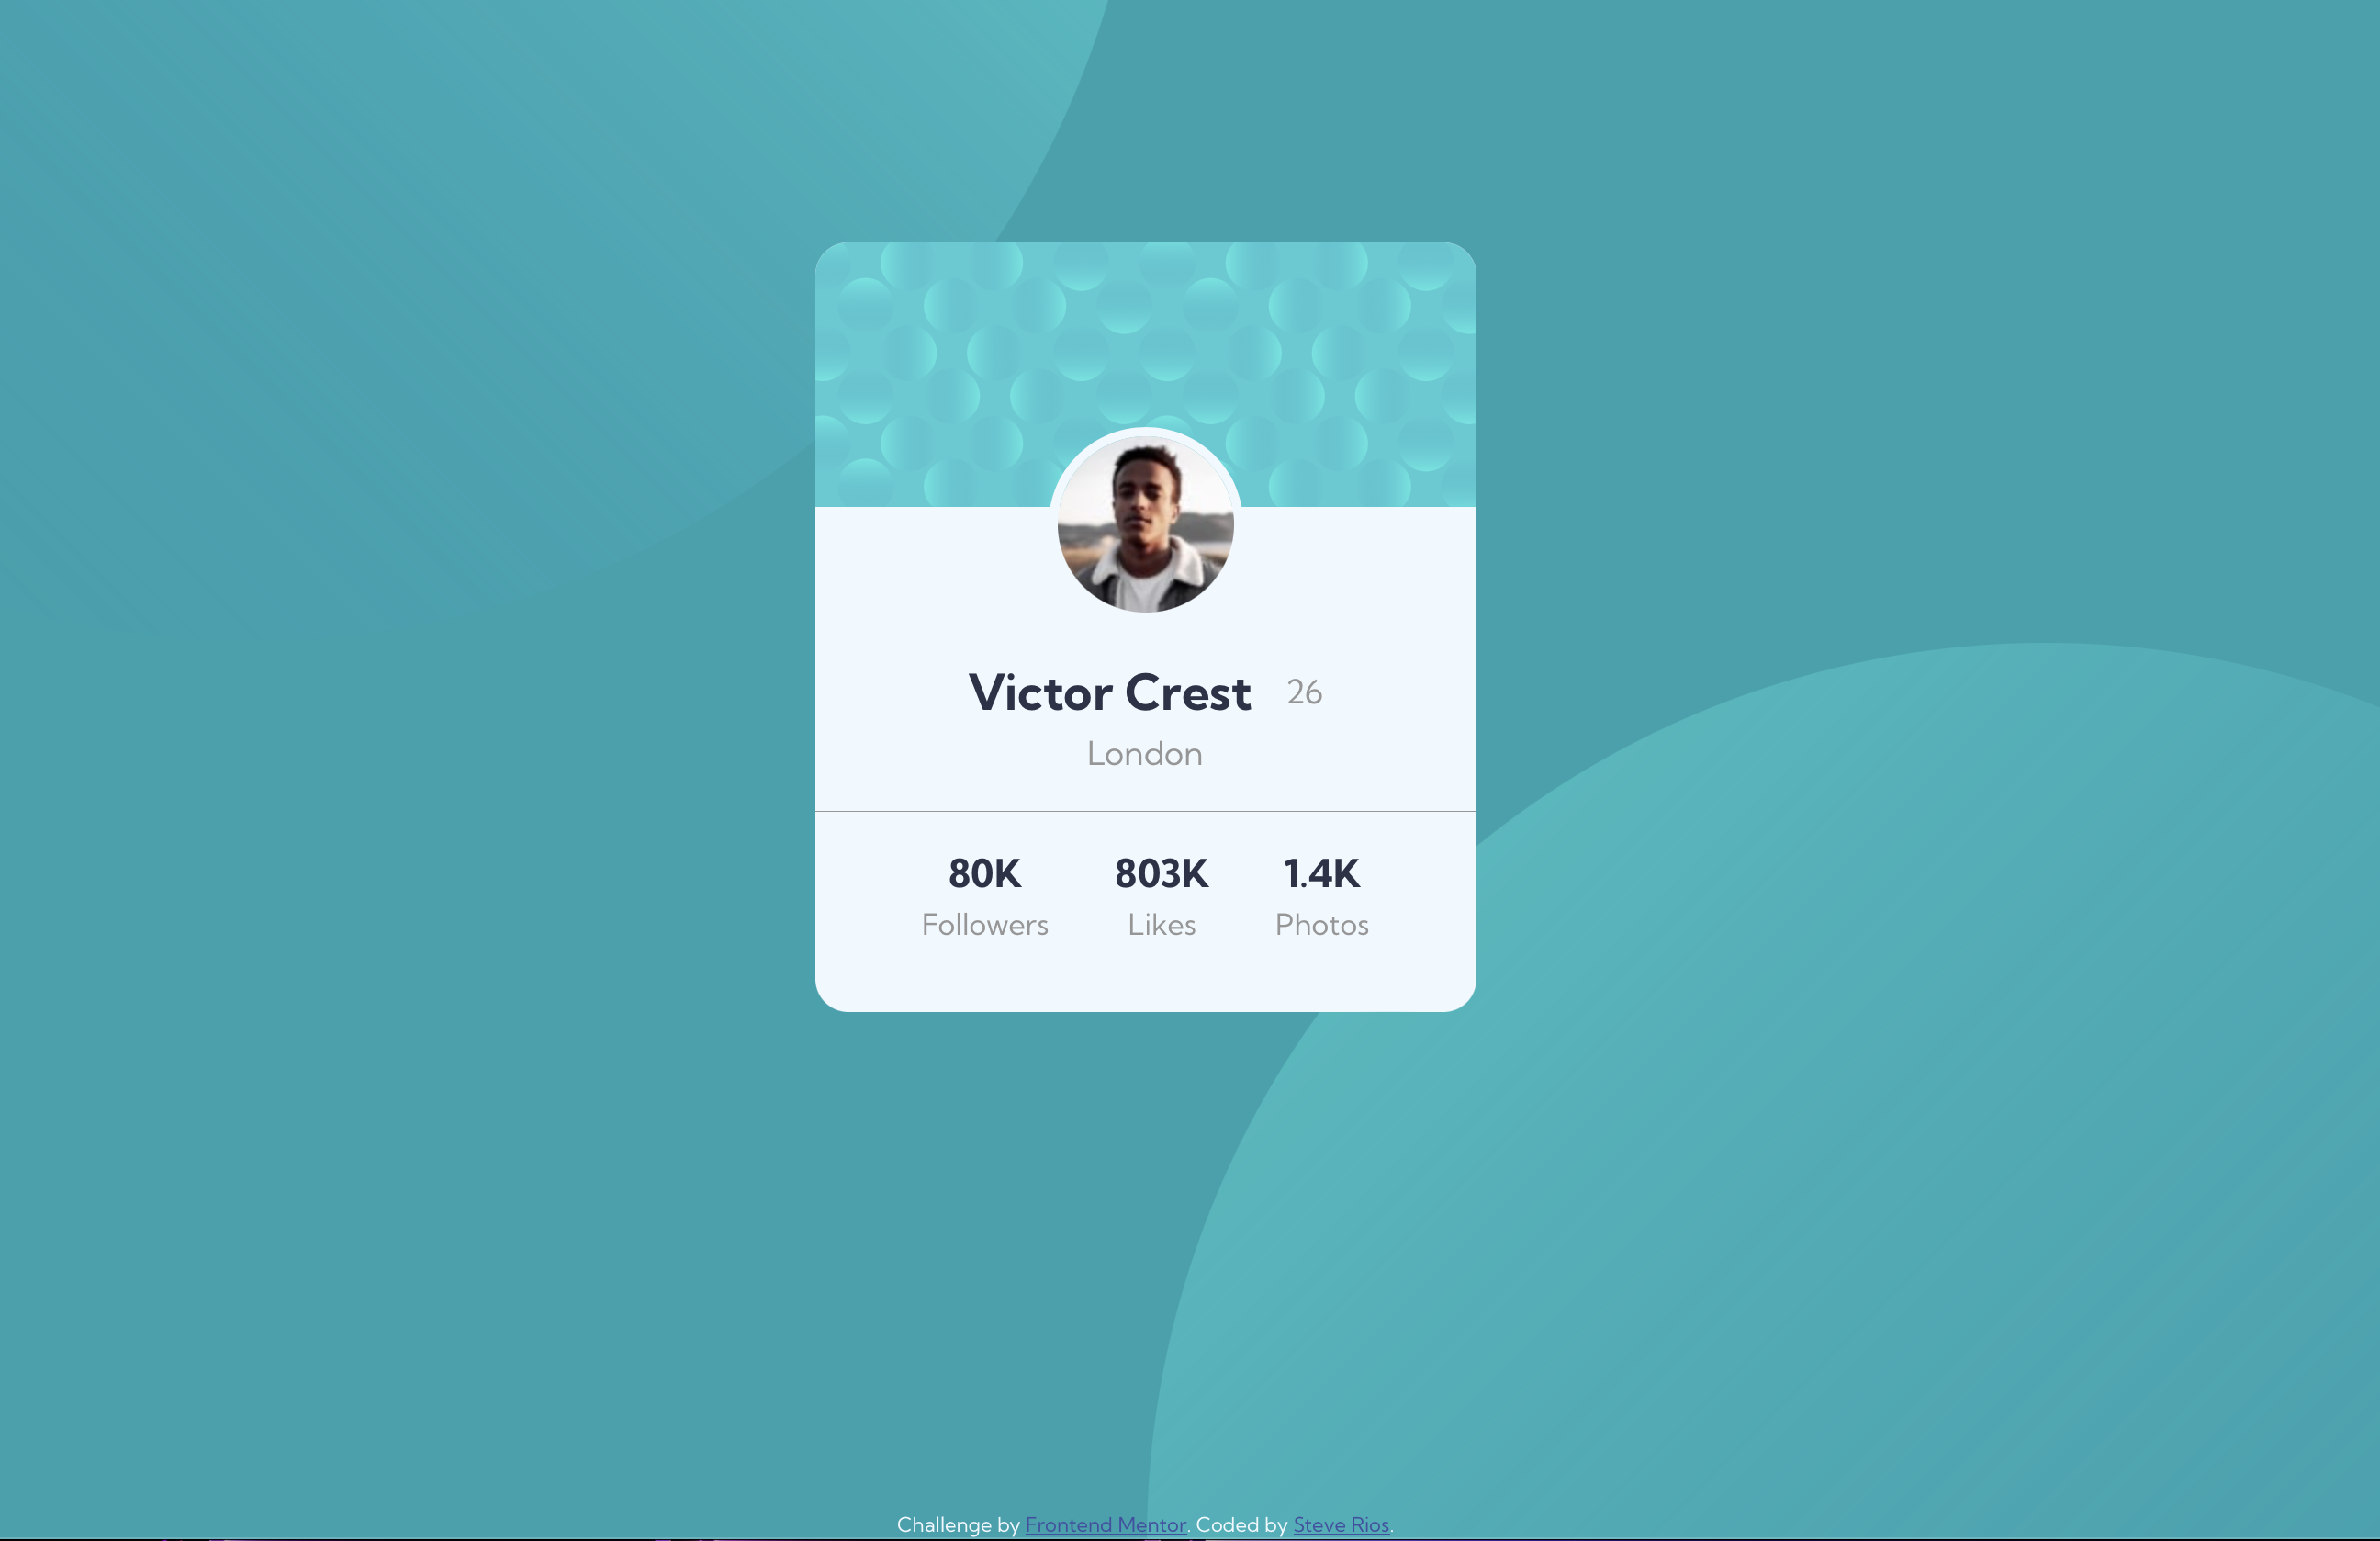 Victor Crest 26
London
80K 803K 1.4K
Followers Likes Photos
Challenge by Frontend Mentor. Coded by Steve Rios.